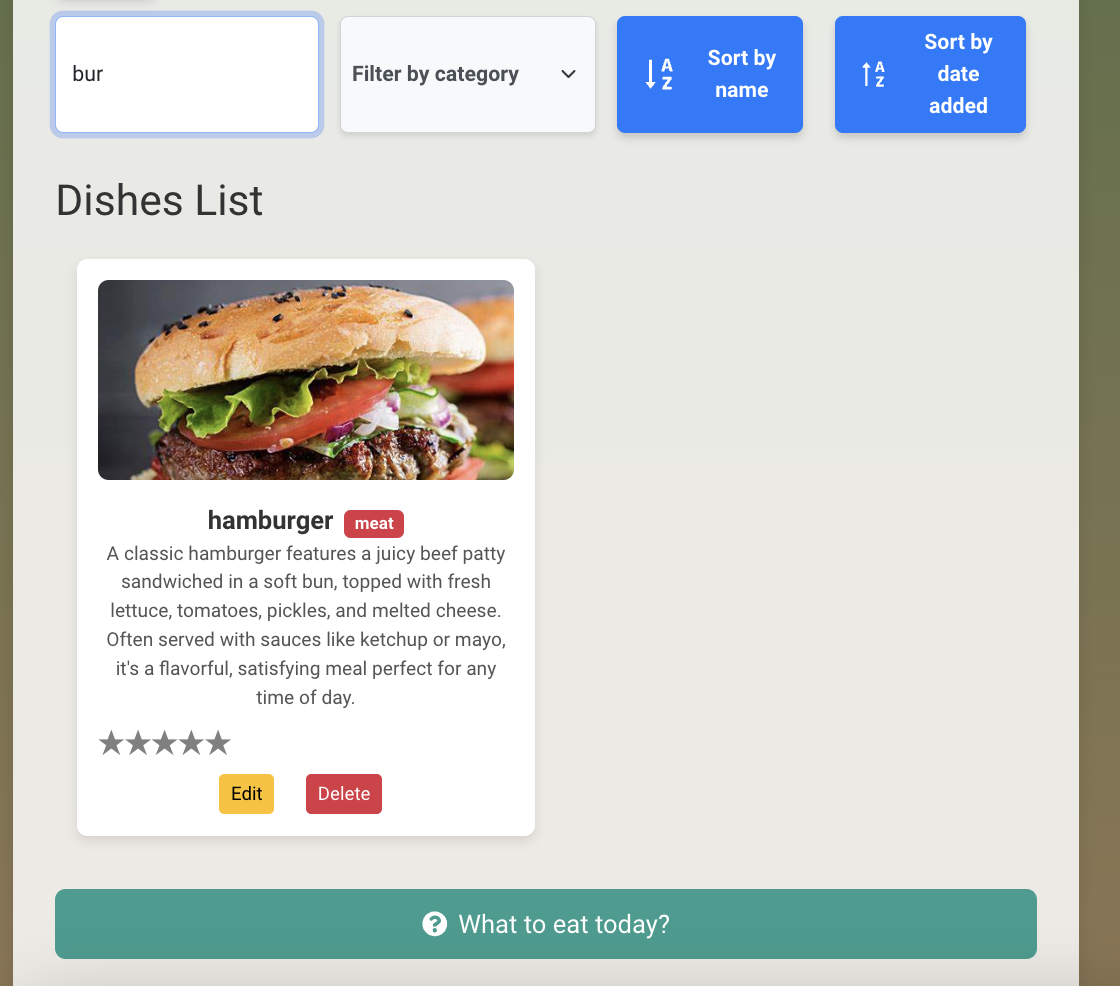 bur
Filter by category
A
Z
Sort by
name
A
Z
Sort by
date
added
Dishes List
hamburger meat
A classic hamburger features a juicy beef patty
sandwiched in a soft bun, topped with fresh
lettuce, tomatoes, pickles, and melted cheese.
Often served with sauces like ketchup or mayo,
it's a flavorful, satisfying meal perfect for any
time of day.
★★★★★
Edit Delete
? What to eat today?